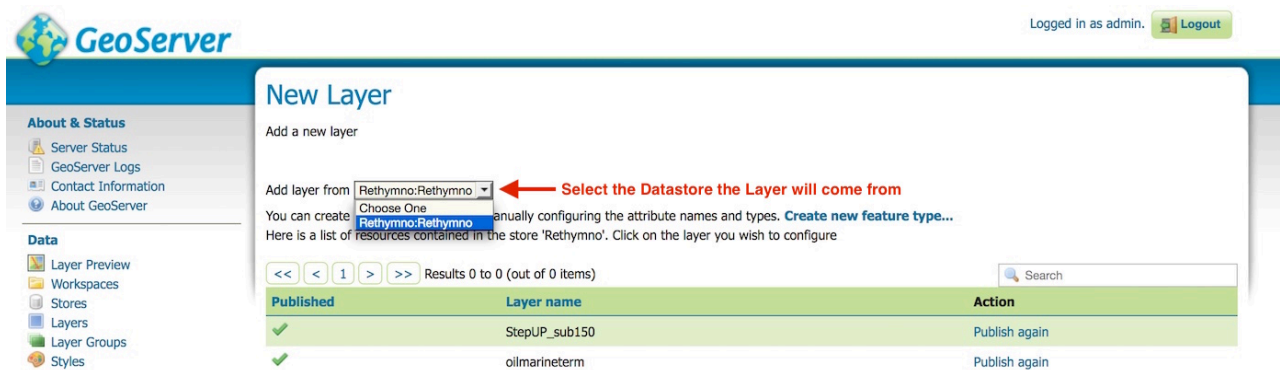 GeoServer
Logged in as admin.
Logout
About & Status
Server Status
GeoServer Logs
Contact Information
About GeoServer
Data
Layer Preview
Workspaces
Stores
Layers
Layer Groups
Styles
New Layer
Add a new layer
Add layer from Rethymno:Rethymno Select the Datastore the Layer will come from
Choose One
Rethymno:Rethymno
You can create anually configuring the attribute names and types. Create new feature type...
Here is a list of resources contained in the store 'Rethymno'. Click on the layer you wish to configure
<< < 1 > >> Results 0 to 0 (out of 0 items) Search
Published Layer name Action
StepUP_sub150 Publish again
oilmarineterm Publish again